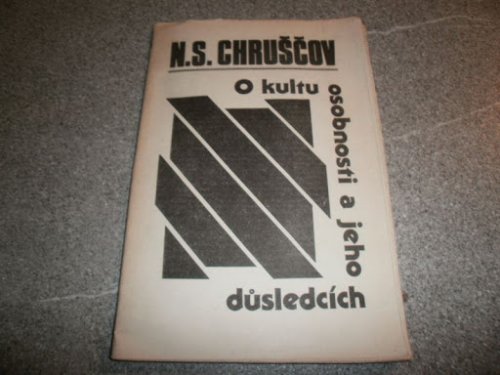 N.S. CHRUŠČOV
O kultu
osobnosti a jeho
důsledcích